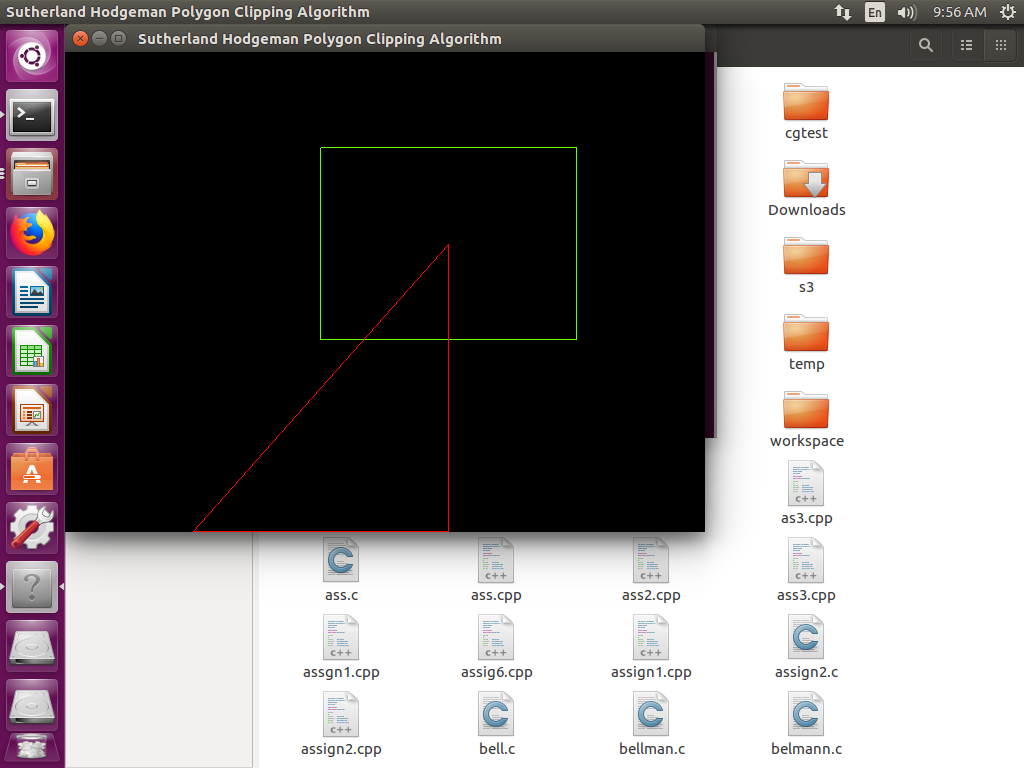 Sutherland Hodgeman Polygon Clipping Algorithm
En
9:56 AM
Sutherland Hodgeman Polygon Clipping Algorithm
cgtest
Downloads
s3
temp
workspace
as3.cpp
ass.c
ass.cpp
ass2.cpp
ass3.cpp
assgn1.cpp
assig6.cpp
assign1.cpp
assign2.c
assign2.cpp
bell.c
bellman.c
belmann.c